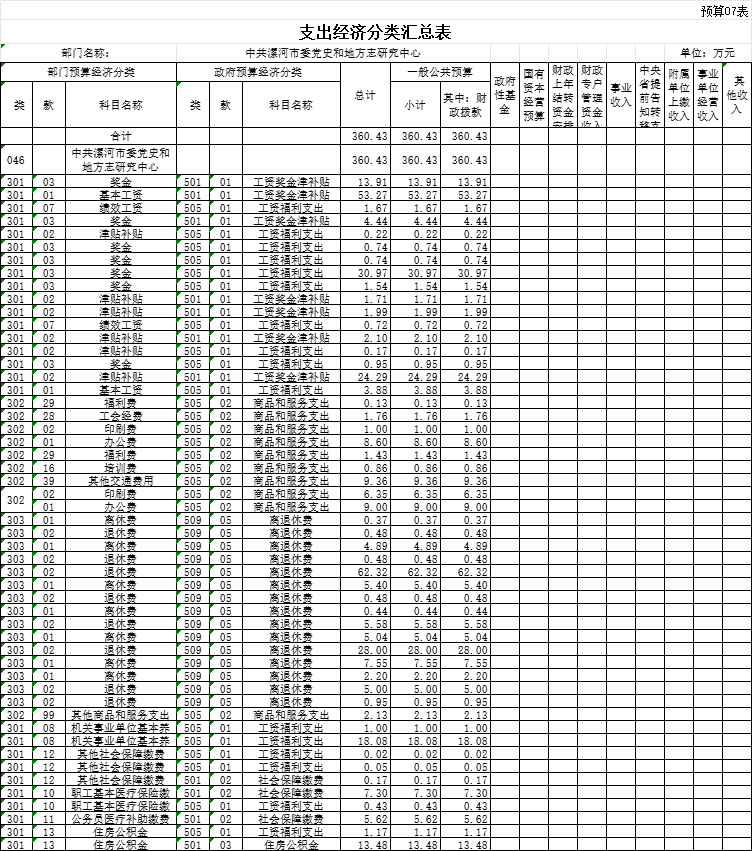 预算07表
支出经济分类汇总表
部门名称： 中共漯河市委党史和地方志研究中心 单位：万元
部门预算经济分类 政府预算经济分类 总计 一般公共预算 政府性基金 国有资本经营预算 财政上年结转资金 财政专户管理资金收入 事业收入 中央省提前告知转移支 附属单位上缴收入 事业单位经营收入 其他收入
类 款 科目名称 类 款 科目名称 小计 其中：财政拨款
合计 360.43 360.43 360.43
046 中共漯河市委党史和地方志研究中心 360.43 360.43 360.43
301 03 奖金 501 01 工资奖金津补贴 13.91 13.91 13.91
301 01 基本工资 501 01 工资奖金津补贴 53.27 53.27 53.27
301 07 绩效工资 505 01 工资福利支出 1.67 1.67 1.67
301 03 奖金 501 01 工资奖金津补贴 4.44 4.44 4.44
301 02 津贴补贴 505 01 工资福利支出 0.22 0.22 0.22
301 03 奖金 505 01 工资福利支出 0.74 0.74 0.74
301 03 奖金 505 01 工资福利支出 0.74 0.74 0.74
301 03 奖金 505 01 工资福利支出 30.97 30.97 30.97
301 03 奖金 505 01 工资福利支出 1.54 1.54 1.54
301 02 津贴补贴 501 01 工资奖金津补贴 1.71 1.71 1.71
301 02 津贴补贴 501 01 工资奖金津补贴 1.99 1.99 1.99
301 07 绩效工资 505 01 工资福利支出 0.72 0.72 0.72
301 02 津贴补贴 501 01 工资奖金津补贴 2.10 2.10 2.10
301 02 津贴补贴 505 01 工资福利支出 0.17 0.17 0.17
301 03 奖金 505 01 工资福利支出 0.95 0.95 0.95
301 02 津贴补贴 501 01 工资奖金津补贴 24.29 24.29 24.29
301 01 基本工资 505 01 工资福利支出 3.88 3.88 3.88
302 29 福利费 505 02 商品和服务支出 0.13 0.13 0.13
302 28 工会经费 505 02 商品和服务支出 1.76 1.76 1.76
302 02 印刷费 505 02 商品和服务支出 1.00 1.00 1.00
302 01 办公费 505 02 商品和服务支出 8.60 8.60 8.60
302 29 福利费 505 02 商品和服务支出 1.43 1.43 1.43
302 16 培训费 505 02 商品和服务支出 0.86 0.86 0.86
302 39 其他交通费用 505 02 商品和服务支出 9.36 9.36 9.36
302 02 印刷费 505 02 商品和服务支出 6.35 6.35 6.35
01 办公费 505 02 商品和服务支出 9.00 9.00 9.00
303 01 离休费 509 05 离退休费 0.37 0.37 0.37
303 02 退休费 509 05 离退休费 0.48 0.48 0.48
303 01 离休费 509 05 离退休费 4.89 4.89 4.89
303 02 退休费 509 05 离退休费 0.48 0.48 0.48
303 02 退休费 509 05 离退休费 62.32 62.32 62.32
303 01 离休费 509 05 离退休费 5.40 5.40 5.40
303 02 退休费 509 05 离退休费 0.48 0.48 0.48
303 01 离休费 509 05 离退休费 0.44 0.44 0.44
303 02 退休费 509 05 离退休费 5.58 5.58 5.58
303 01 离休费 509 05 离退休费 5.04 5.04 5.04
303 02 退休费 509 05 离退休费 28.00 28.00 28.00
303 01 离休费 509 05 离退休费 7.55 7.55 7.55
303 01 离休费 509 05 离退休费 2.20 2.20 2.20
303 02 退休费 509 05 离退休费 5.00 5.00 5.00
303 02 退休费 509 05 离退休费 0.95 0.95 0.95
302 99 其他商品和服务支出 505 02 商品和服务支出 2.13 2.13 2.13
301 08 机关事业单位基本养 505 01 工资福利支出 1.00 1.00 1.00
301 08 机关事业单位基本养 505 01 工资福利支出 18.08 18.08 18.08
301 12 其他社会保障缴费 505 01 工资福利支出 0.02 0.02 0.02
301 12 其他社会保障缴费 505 01 工资福利支出 0.05 0.05 0.05
301 12 其他社会保障缴费 501 02 社会保障缴费 0.17 0.17 0.17
301 10 职工基本医疗保险缴 501 02 社会保障缴费 7.30 7.30 7.30
301 10 职工基本医疗保险缴 505 01 工资福利支出 0.43 0.43 0.43
301 11 公务员医疗补助缴费 501 02 社会保障缴费 5.62 5.62 5.62
301 13 住房公积金 505 01 工资福利支出 1.17 1.17 1.17
301 13 住房公积金 501 03 住房公积金 13.48 13.48 13.48